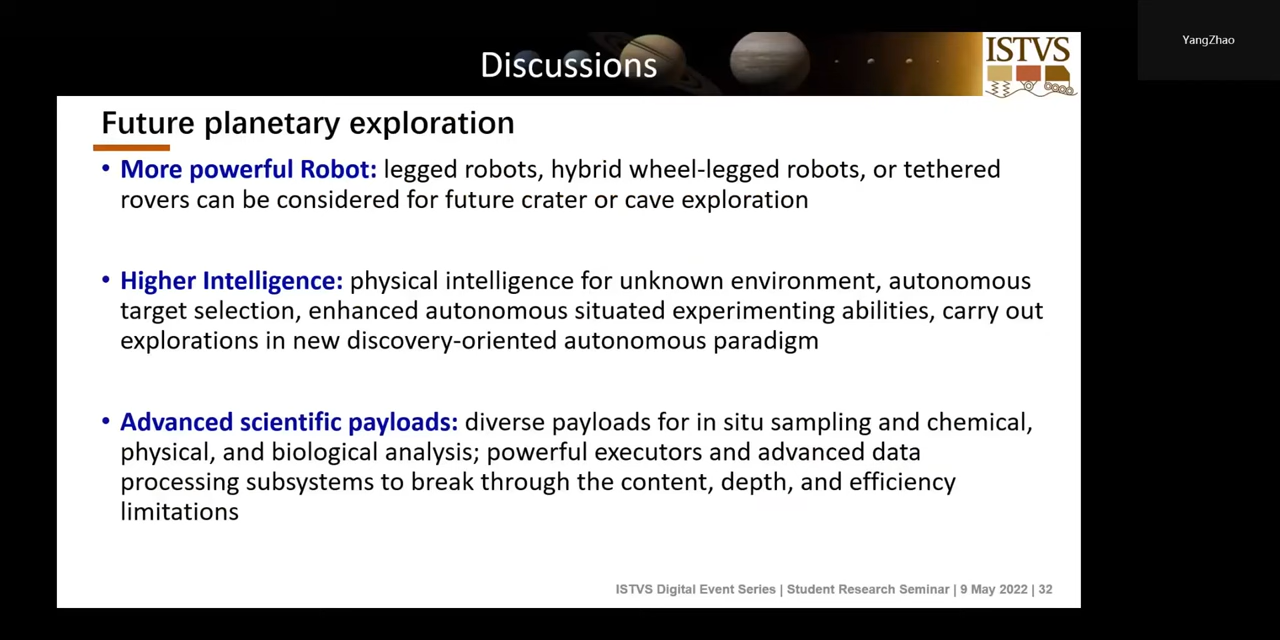 YangZhao
Discussions
ISTVS
Future planetary exploration
• More powerful Robot: legged robots, hybrid wheel-legged robots, or tethered
rovers can be considered for future crater or cave exploration
• Higher Intelligence: physical intelligence for unknown environment, autonomous
target selection, enhanced autonomous situated experimenting abilities, carry out
explorations in new discovery-oriented autonomous paradigm
• Advanced scientific payloads: diverse payloads for in situ sampling and chemical,
physical, and biological analysis; powerful executors and advanced data
processing subsystems to break through the content, depth, and efficiency
limitations
ISTVS Digital Event Series | Student Research Seminar | 9 May 2022 | 32